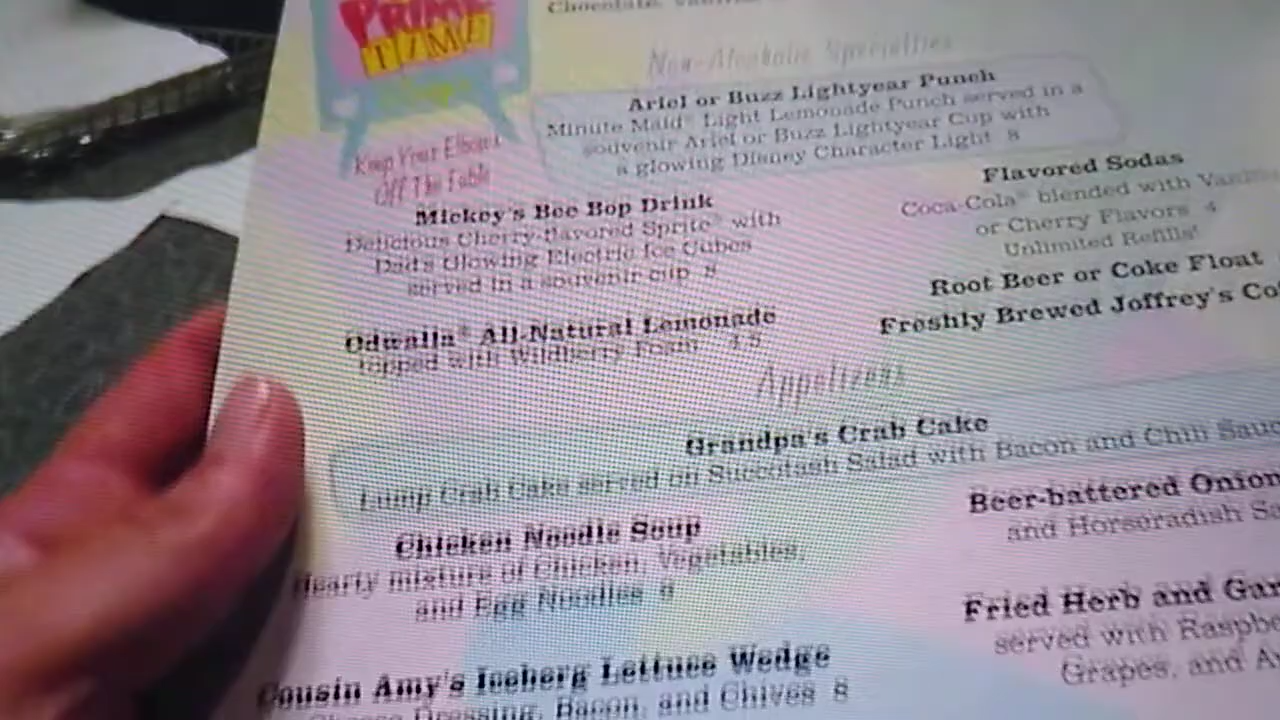 PRIME
TIME
Chocolate,
Keep Your Elbows
Off The Table
Non-Alcoholic Specialties
Ariel or Buzz Lightyear Punch
Minute Maid® Light Lemonade Punch served in a
souvenir Ariel or Buzz Lightyear Cup with
a glowing Disney Character Light 8
Mickey's Bee Bop Drink
Delicious Cherry-flavored Sprite® with
Dad's Glowing Electric Ice Cubes
served in a souvenir cup 8
Odwalla® All-Natural Lemonade
topped with Wildberry Foam 4.5
Flavored Sodas
Coca-Cola® blended with
or Cherry Flavors 4
Unlimited Refills!
Root Beer or Coke Float
Freshly Brewed Joffrey's
Appetizers
Grandpa's Crab Cake
Lump Crab Cake served on Succotash Salad with Bacon and Chili
Chicken Noodle Soup
Hearty mixture of Chicken, Vegetables,
and Egg Noodles
Cousin Amy's Iceberg Lettuce Wedge
Cheese Dressing, Bacon, and Chives 8
Beer-battered Onion
and Horseradish
Fried Herb and
served with
Grapes, and